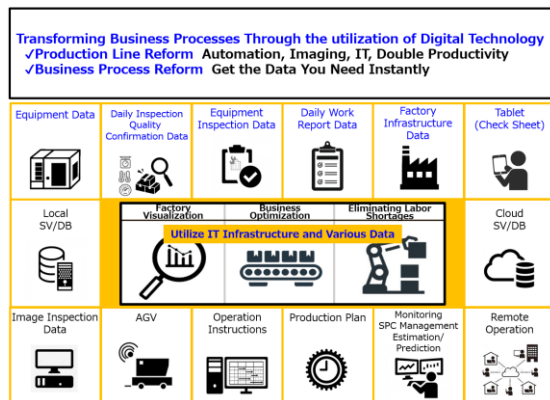 Transforming Business Processes Through the utilization of Digital Technology
✓Production Line Reform Automation, Imaging, IT, Double Productivity
✓Business Process Reform Get the Data You Need Instantly
Equipment Data
Daily Inspection
Quality
Confirmation Data
Equipment
Inspection Data
Daily Work
Report Data
Factory
Infrastructure
Data
Tablet
(Check Sheet)
Local
SV/DB
Factory
Visualization
Business
Optimization
Eliminating Labor
Shortages
Utilize IT Infrastructure and Various Data
Cloud
SV/DB
Image Inspection
Data
AGV
Operation
Instructions
Production Plan
Monitoring
SPC Management
Estimation/
Prediction
Remote
Operation